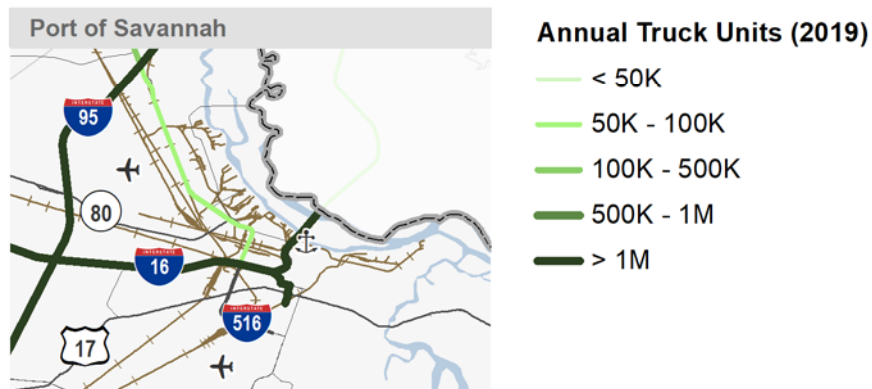 Port of Savannah
INTERSTATE
95
80
INTERSTATE
16
INTERSTATE
516
17
Annual Truck Units (2019)
< 50K
50K - 100K
100K - 500K
500K - 1M
> 1M